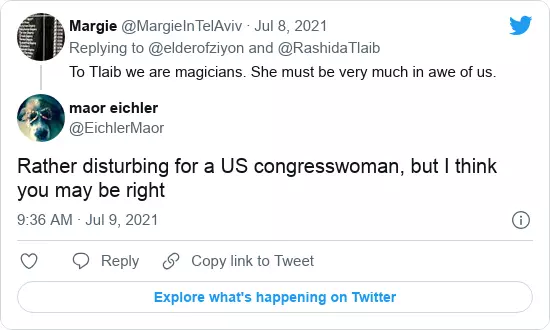 Margie @MargieInTelAviv · Jul 8, 2021
Replying to @elderofziyon and @RashidaTlaib
To Tlaib we are magicians. She must be very much in awe of us.
maor eichler
@EichlerMaor
Rather disturbing for a US congresswoman, but I think
you may be right
9:36 AM · Jul 9, 2021
Reply Copy link to Tweet
Explore what's happening on Twitter